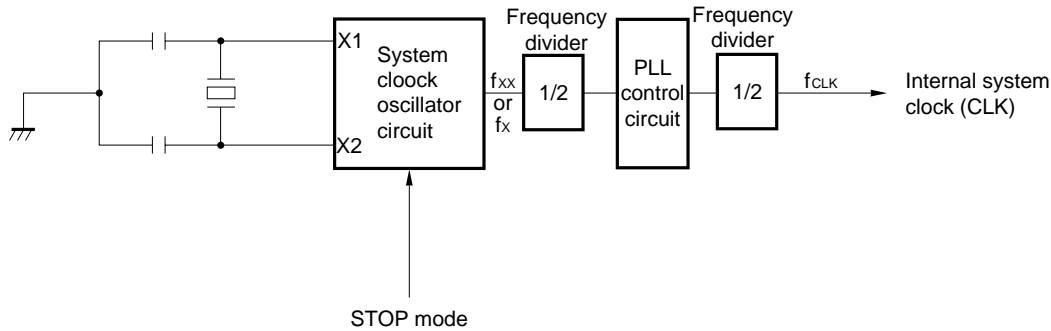 X1
X2
System
cloock
oscillator
circuit
fXX
or
fX
Frequency
divider
1/2
PLL
control
circuit
Frequency
divider
1/2
fCLK
Internal system
clock (CLK)
STOP mode